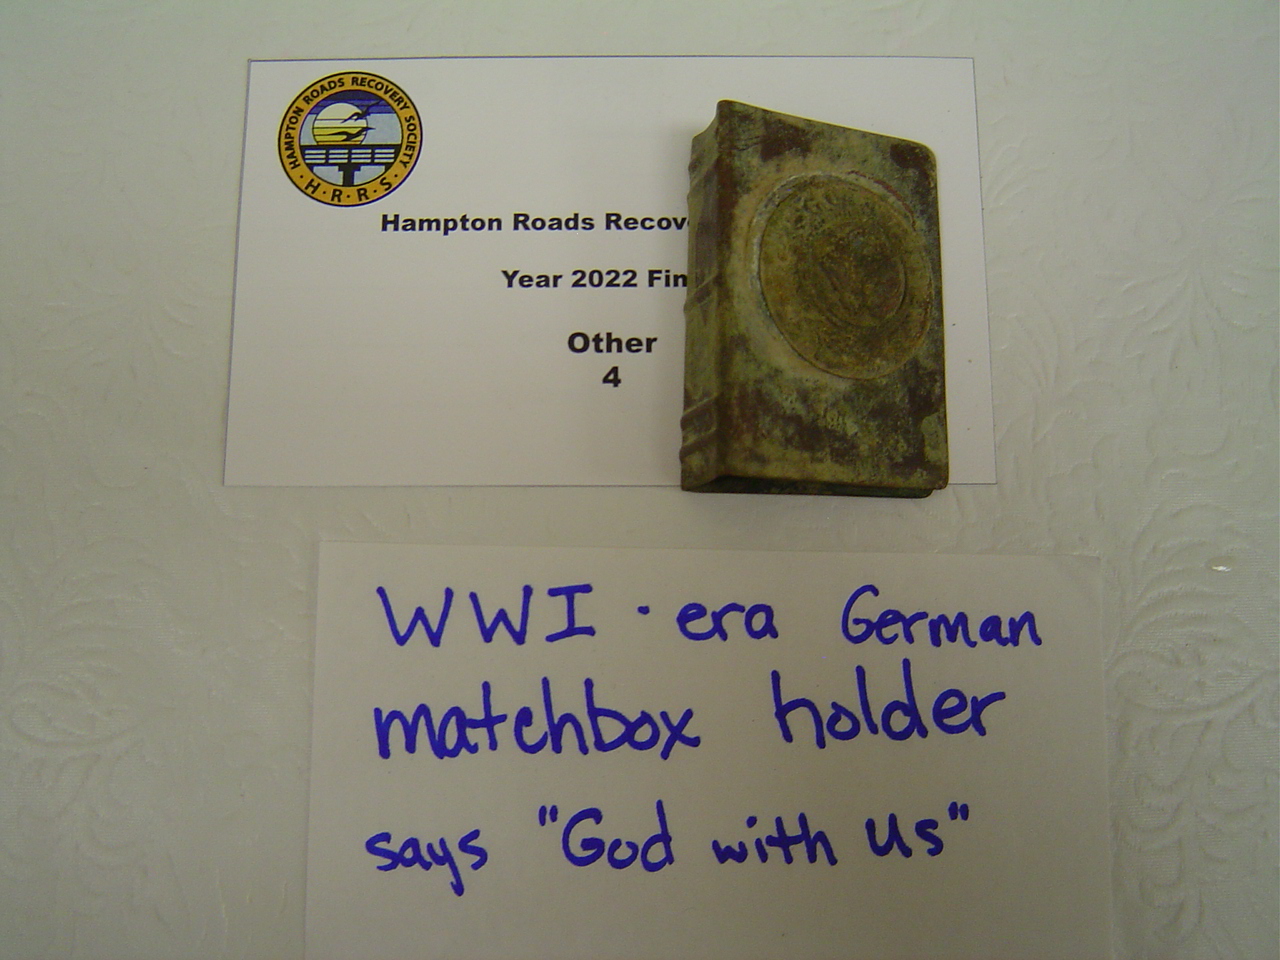 HAMPTON ROADS RECOVERY SOCIETY
· H · R · R · S ·
Hampton Roads Recov
Year 2022 Fin
Other
4
WWI - era German
matchbox holder
says "God with us"